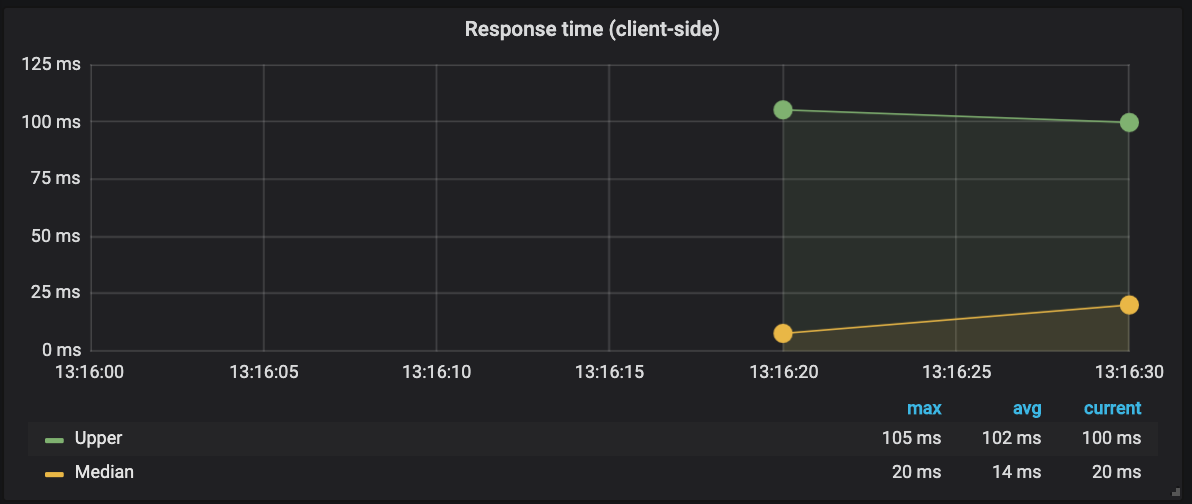 Response time (client-side)
125 ms
100 ms
75 ms
50 ms
25 ms
0 ms
13:16:00 13:16:05 13:16:10 13:16:15 13:16:20 13:16:25 13:16:30
max avg current
Upper 105 ms 102 ms 100 ms
Median 20 ms 14 ms 20 ms